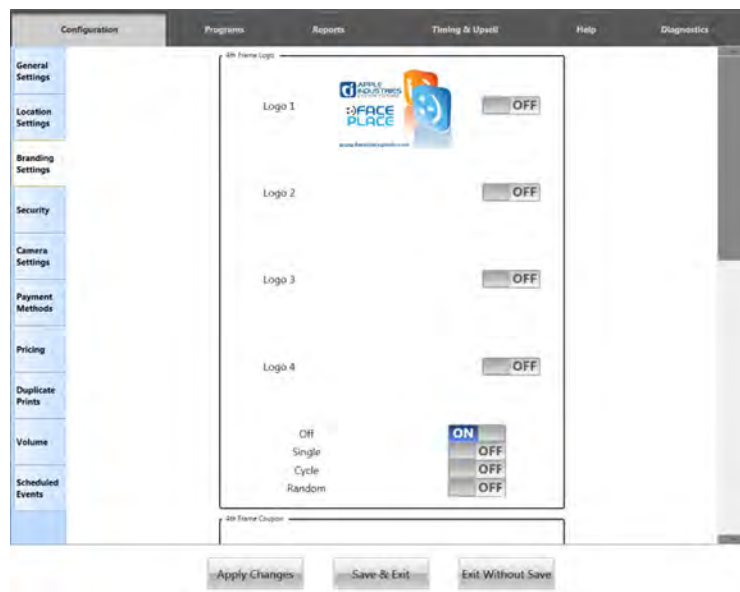 Configuration Programs Reports Timing & Upsell Help Diagnostics
General
Settings
Location
Settings
Branding
Settings
Security
Camera
Settings
Payment
Methods
Pricing
Duplicate
Prints
Volume
Scheduled
Events
4th Frame Logo
Logo 1
APPLE
INDUSTRIES
FACE
PLACE
OFF
Logo 2 OFF
Logo 3 OFF
Logo 4 OFF
Off ON
Single OFF
Cycle OFF
Random OFF
4th Frame Coupon
Apply Changes Save & Exit Exit Without Save